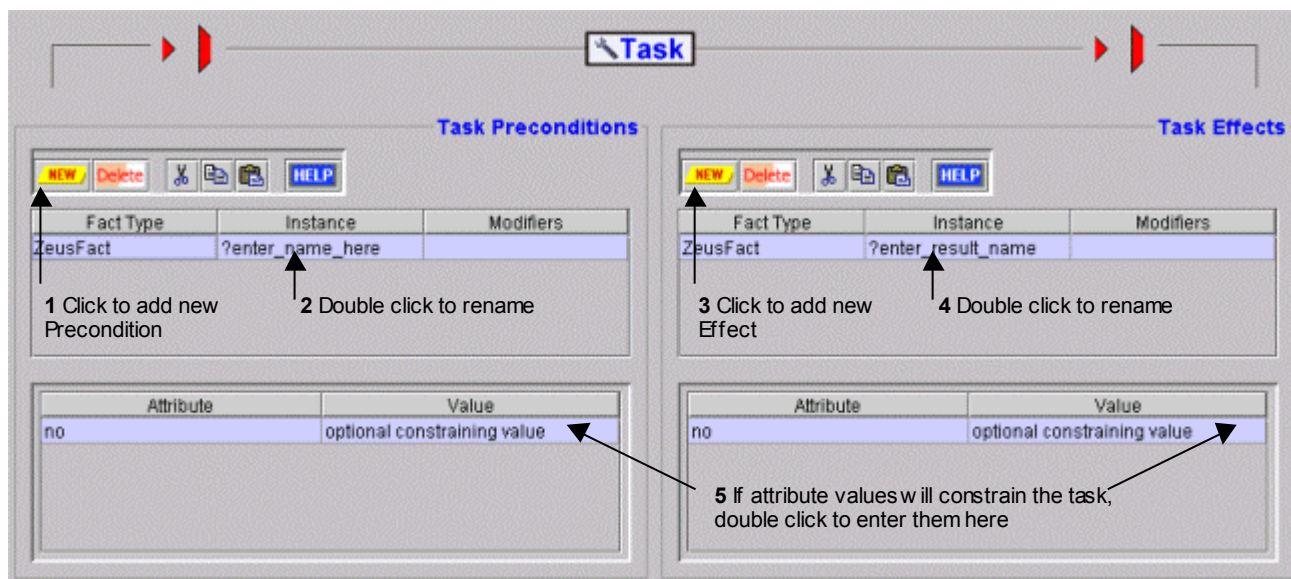 Task
Task Preconditions
NEW Delete HELP
Fact Type Instance Modifiers
ZeusFact ?enter_name_here
1 Click to add new
Precondition
2 Double click to rename
Attribute Value
no optional constraining value
Task Effects
NEW Delete HELP
Fact Type Instance Modifiers
ZeusFact ?enter_result_name
3 Click to add new
Effect
4 Double click to rename
Attribute Value
no optional constraining value
5 If attribute values will constrain the task,
double click to enter them here